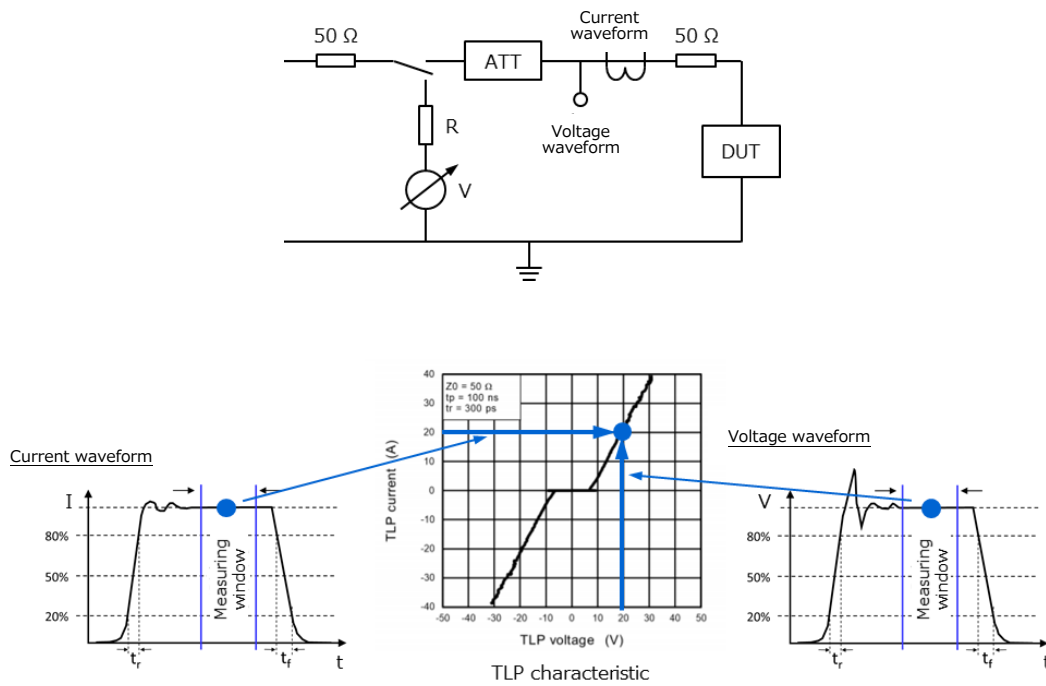 Current
waveform
50 Ω
50 Ω
ATT
R
Voltage
waveform
DUT
V
Z0 = 50 Ω
tp = 100 ns
tr = 300 ps
40
30
20
10
0
-10
-20
-30
-40
TLP current (A)
-50 -40 -30 -20 -10 0 10 20 30 40 50
TLP voltage (V)
TLP characteristic
Current waveform
I
80%
50%
20%
Measuring
window
tr
tf
t
Voltage waveform
V
80%
50%
20%
Measuring
window
tr
tf
t